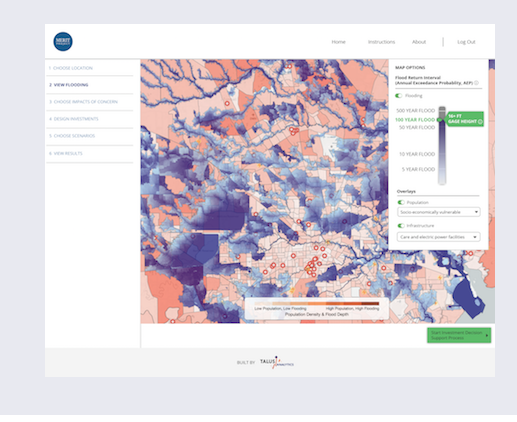 MERIT
Home
Instructions
About
Log Out
1 CHOOSE LOCATION
2 VIEW FLOODING
3 CHOOSE IMPACTS OF CONCERN
4 DESIGN INVESTMENTS
5 CHOOSE SCENARIOS
6 VIEW RESULTS
MAP OPTIONS
Flood Return Interval
(Annual Exceedance Probability, AEP)
Flooding
500 YEAR FLOOD
100 YEAR FLOOD
50 YEAR FLOOD
10 YEAR FLOOD
5 YEAR FLOOD
16+ FT
GAGE HEIGHT
Overlays
Population
Socio-economically vulnerable
Infrastructure
Care and electric power facilities
Low Population, Low Flooding
High Population, High Flooding
Population Density & Flood Depth
Start Investment Decision
Support Process
BUILT BY
TALUS
ANALYTICS